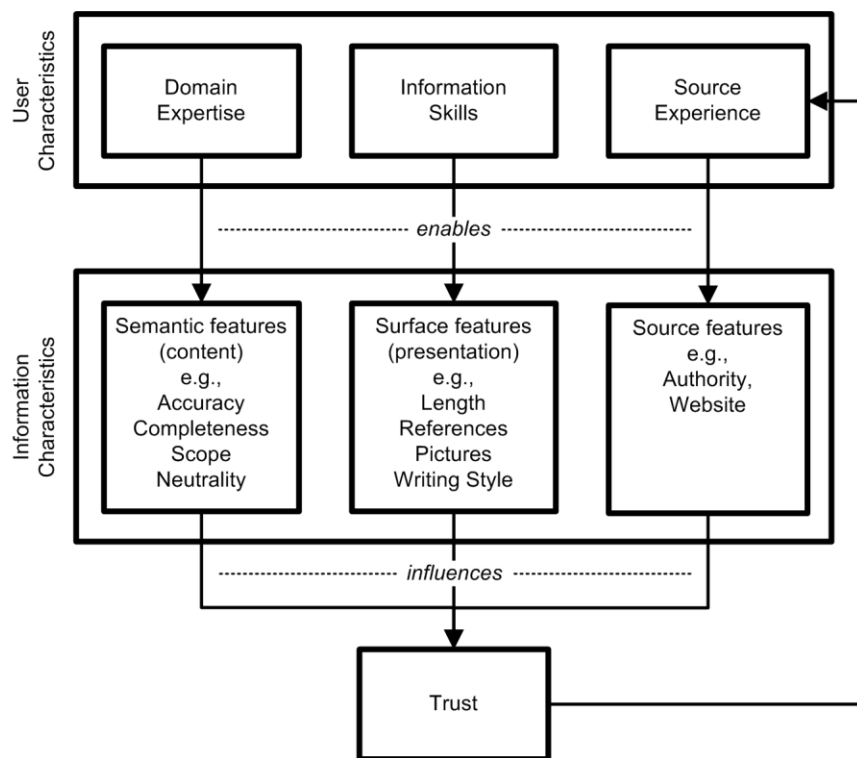 User
Characteristics
Domain
Expertise
Information
Skills
Source
Experience
enables
Information
Characteristics
Semantic features
(content)
e.g.,
Accuracy
Completeness
Scope
Neutrality
Surface features
(presentation)
e.g.,
Length
References
Pictures
Writing Style
Source features
e.g.,
Authority,
Website
influences
Trust